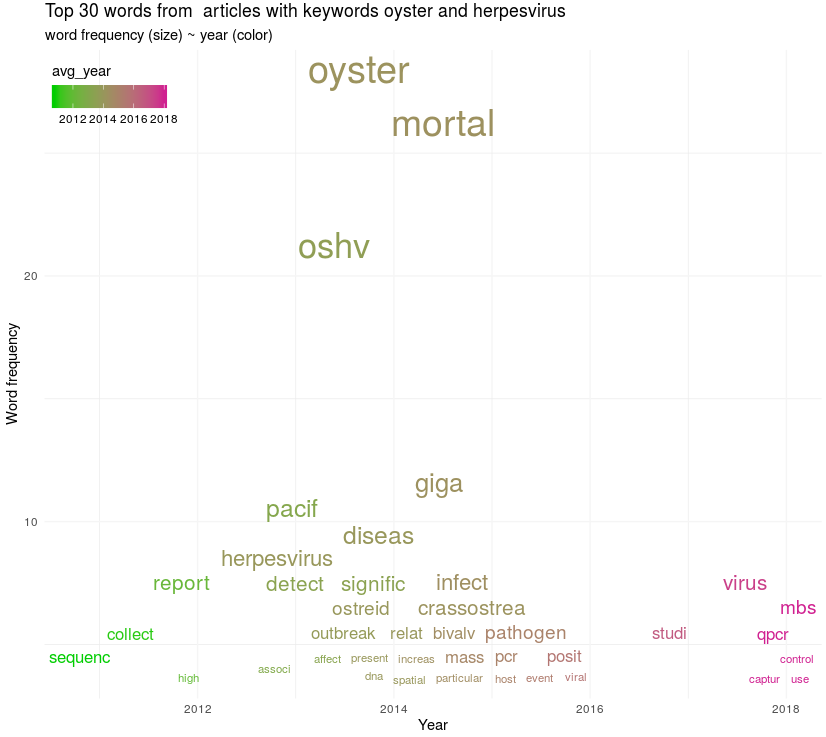 Top 30 words from  articles with keywords oyster and herpesvirus
word frequency (size) ~ year (color)
avg_year
2012 2014 2016 2018
oyster
mortal
oshv
20
Word frequency
giga
pacif
10
diseas
herpesvirus
report detect signific infect virus
ostreid crassostrea mbs
collect outbreak relat bivalv pathogen studi qpcr
sequenc affect present increas mass pcr posit control
high associ dna spatial particular host event viral captur use
2012 2014 2016 2018
Year